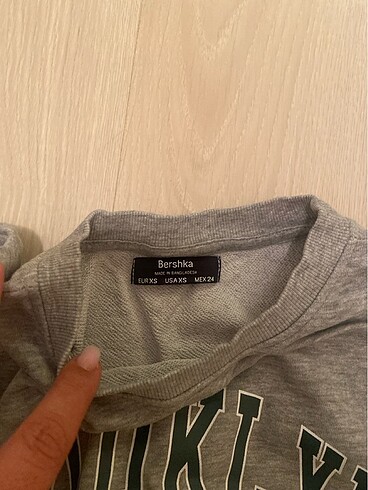 Bershka
MADE IN BANGLADESH
EUR XS USA XS MEX 24